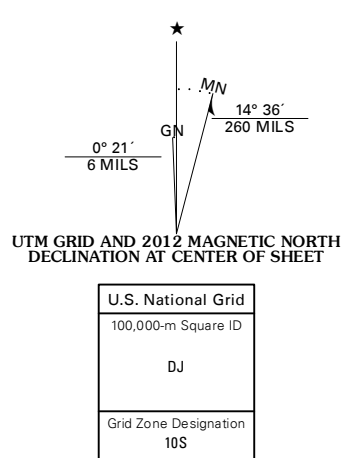 ★
MN
14° 36´
260 MILS
GN
0° 21´
6 MILS
UTM GRID AND 2012 MAGNETIC NORTH
DECLINATION AT CENTER OF SHEET
U.S. National Grid
100,000-m Square ID
DJ
Grid Zone Designation
10S